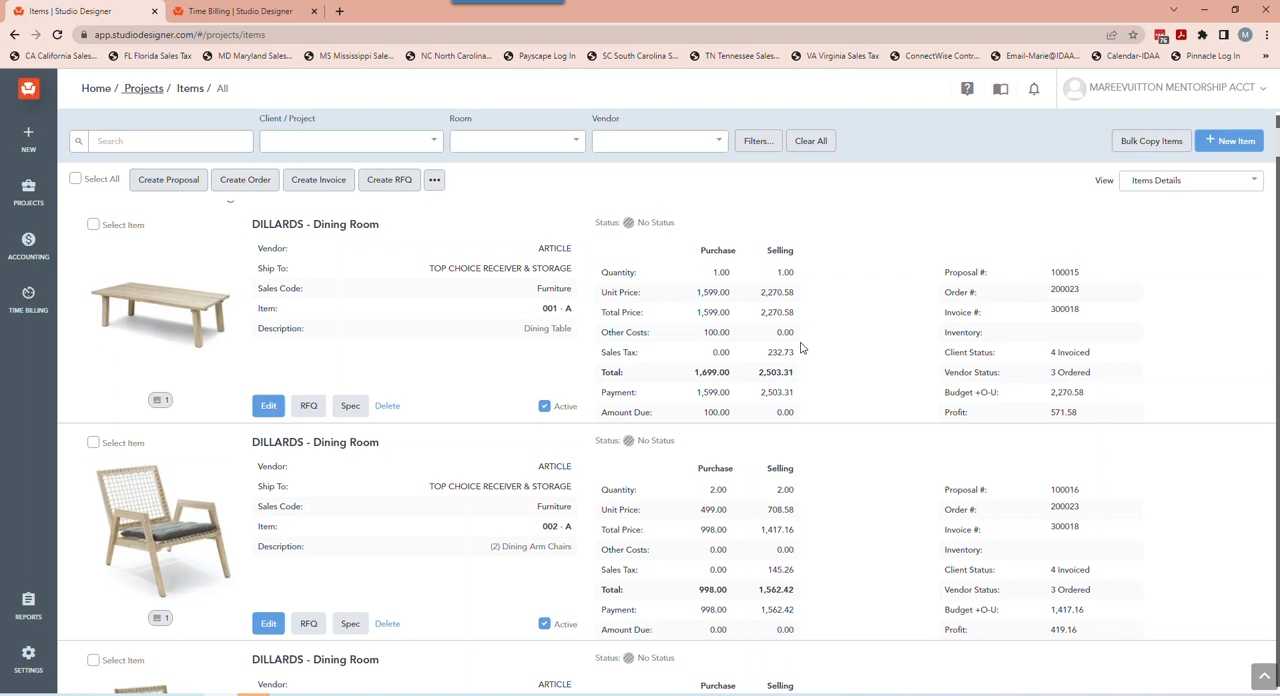 Items | Studio Designer
Time Billing | Studio Designer
app.studiodesigner.com/#/projects/items
76
M
CA California Sales...
FL Florida Sales Tax
MD Maryland Sales...
MS Mississippi Sale...
NC North Carolina...
Payscape Log In
SC South Carolina S...
TN Tennessee Sales...
VA Virginia Sales Tax
ConnectWise Contr...
Email-Marie@IDAA...
Calendar-IDAA
Pinnacle Log In
»
Home / Projects / Items / All
MAREEVUITTON MENTORSHIP ACCT
NEW
PROJECTS
ACCOUNTING
TIME BILLING
REPORTS
SETTINGS
Client / Project
Room
Vendor
Search
Filters...
Clear All
Bulk Copy Items
+ New Item
Select All
Create Proposal
Create Order
Create Invoice
Create RFQ
•••
View
Items Details
Select Item
DILLARDS - Dining Room
Status: No Status
Vendor: ARTICLE
Ship To: TOP CHOICE RECEIVER & STORAGE
Sales Code: Furniture
Item: 001 - A
Description: Dining Table
1
Edit
RFQ
Spec
Delete
Active
Purchase Selling
Quantity: 1.00 1.00
Unit Price: 1,599.00 2,270.58
Total Price: 1,599.00 2,270.58
Other Costs: 100.00 0.00
Sales Tax: 0.00 232.73
Total: 1,699.00 2,503.31
Payment: 1,599.00 2,503.31
Amount Due: 100.00 0.00
Proposal #: 100015
Order #: 200023
Invoice #: 300018
Inventory:
Client Status: 4 Invoiced
Vendor Status: 3 Ordered
Budget +O-U: 2,270.58
Profit: 571.58
Select Item
DILLARDS - Dining Room
Status: No Status
Vendor: ARTICLE
Ship To: TOP CHOICE RECEIVER & STORAGE
Sales Code: Furniture
Item: 002 - A
Description: (2) Dining Arm Chairs
1
Edit
RFQ
Spec
Delete
Active
Purchase Selling
Quantity: 2.00 2.00
Unit Price: 499.00 708.58
Total Price: 998.00 1,417.16
Other Costs: 0.00 0.00
Sales Tax: 0.00 145.26
Total: 998.00 1,562.42
Payment: 998.00 1,562.42
Amount Due: 0.00 0.00
Proposal #: 100016
Order #: 200023
Invoice #: 300018
Inventory:
Client Status: 4 Invoiced
Vendor Status: 3 Ordered
Budget +O-U: 1,417.16
Profit: 419.16
Select Item
DILLARDS - Dining Room
Status: No Status
Vendor: ARTICLE
Purchase Selling